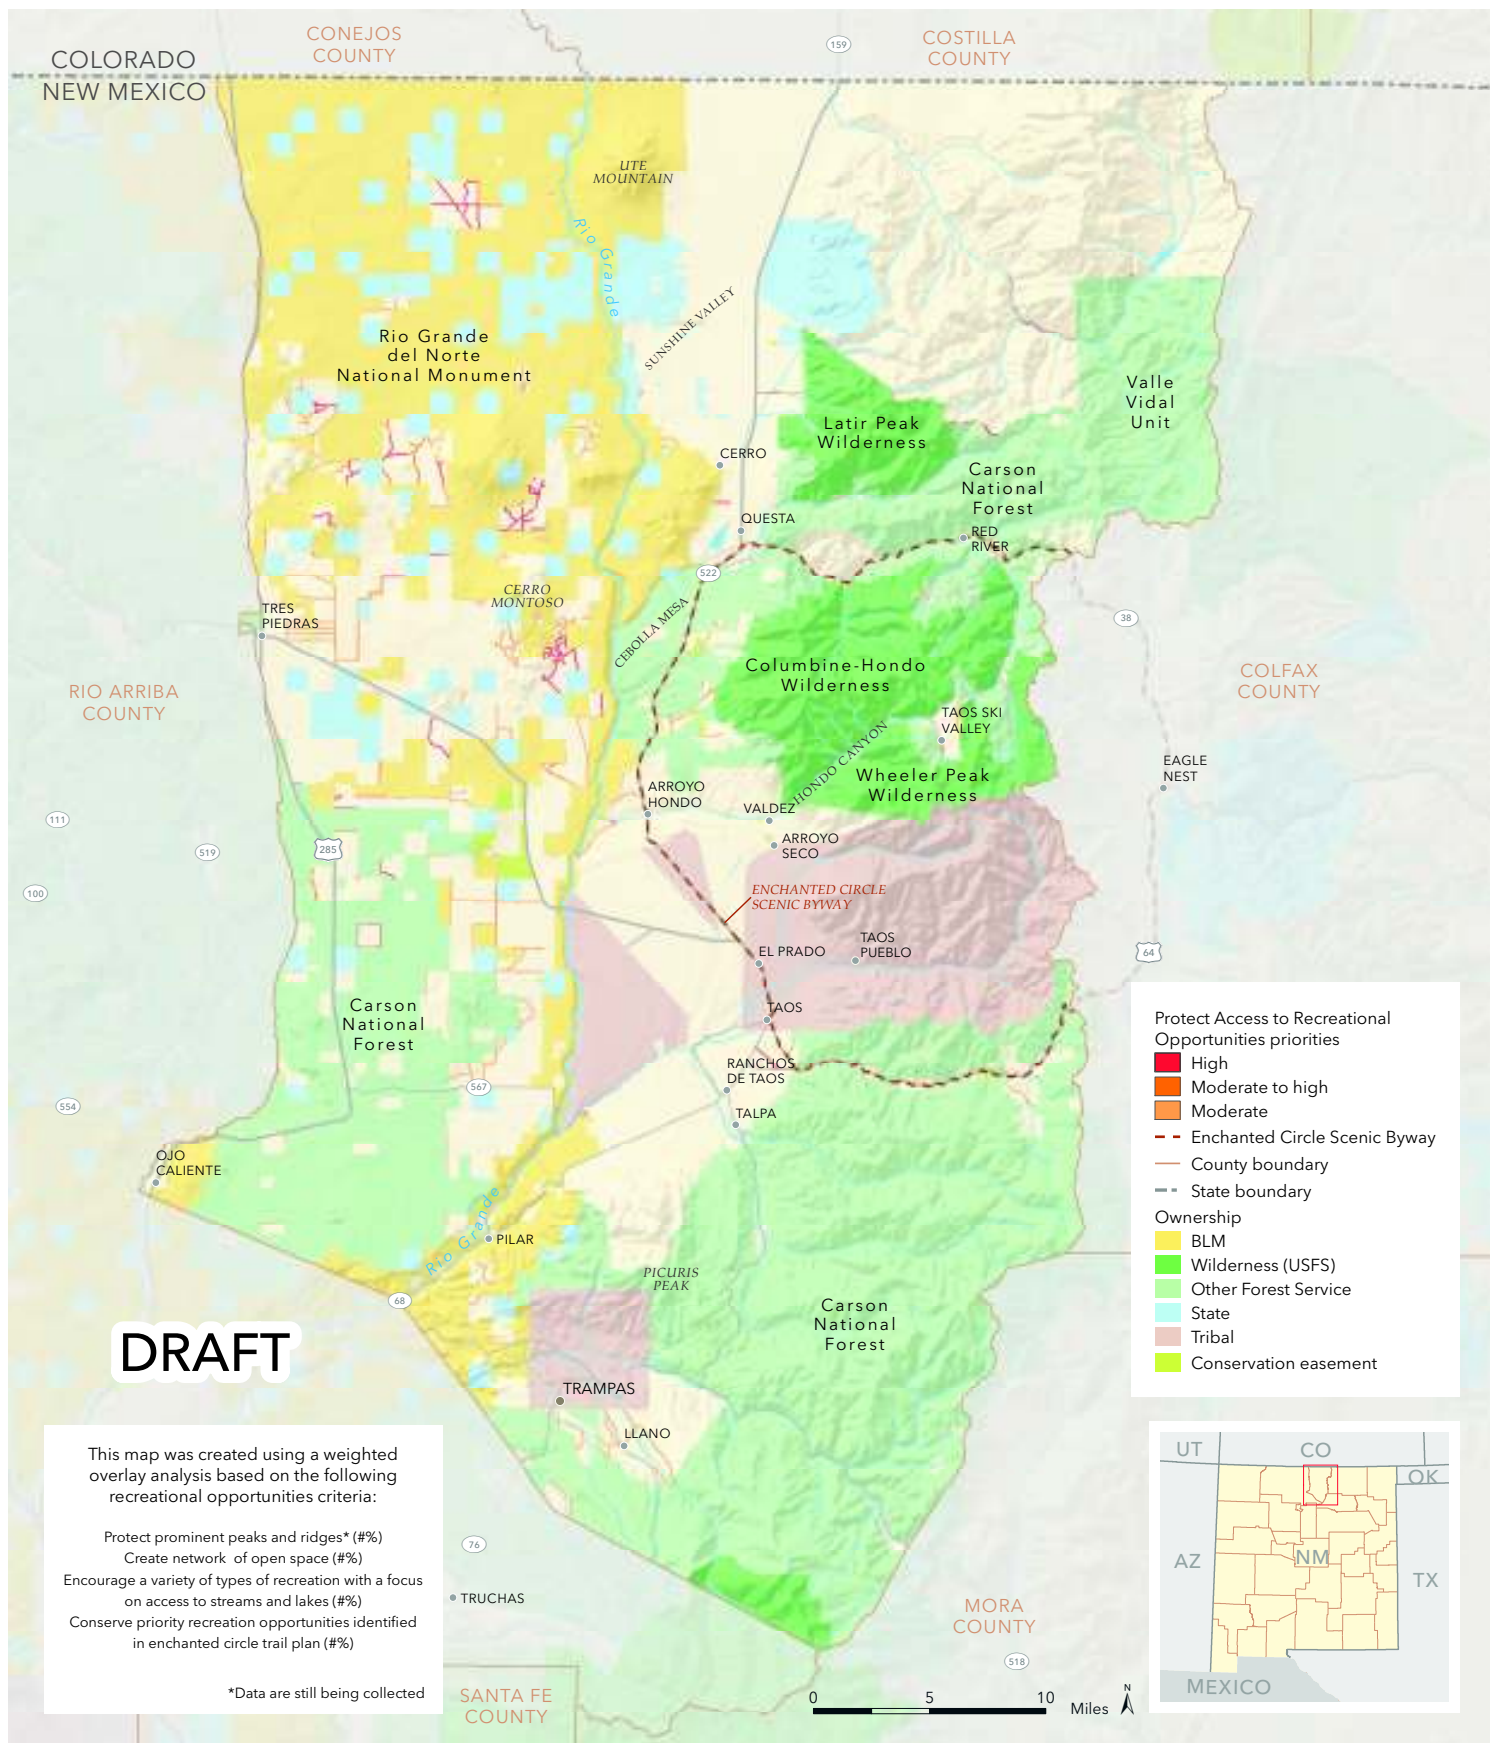 CONEJOS
COUNTY
COSTILLA
COUNTY
159
COLORADO
NEW MEXICO
UTE
MOUNTAIN
Rio Grande
SUNSHINE VALLEY
Rio Grande
del Norte
National Monument
Valle
Vidal
Unit
Latir Peak
Wilderness
CERRO
Carson
National
Forest
QUESTA
RED
RIVER
522
CERRO
MONTOSO
CEBOLLA MESA
TRES
PIEDRAS
38
Columbine-Hondo
Wilderness
RIO ARRIBA
COUNTY
COLFAX
COUNTY
TAOS SKI
VALLEY
HONDO CANYON
EAGLE
NEST
Wheeler Peak
Wilderness
ARROYO
HONDO
VALDEZ
111
519
285
100
ARROYO
SECO
ENCHANTED CIRCLE
SCENIC BYWAY
TAOS
PUEBLO
EL PRADO
64
TAOS
Carson
National
Forest
RANCHOS
DE TAOS
567
554
TALPA
OJO
CALIENTE
Rio Grande
PILAR
PICURIS
PEAK
68
Carson
National
Forest
DRAFT
TRAMPAS
LLANO
76
TRUCHAS
MORA
COUNTY
518
SANTA FE
COUNTY
Protect Access to Recreational
Opportunities priorities
High
Moderate to high
Moderate
Enchanted Circle Scenic Byway
County boundary
State boundary
Ownership
BLM
Wilderness (USFS)
Other Forest Service
State
Tribal
Conservation easement
This map was created using a weighted
overlay analysis based on the following
recreational opportunities criteria:
Protect prominent peaks and ridges* (#%)
Create network of open space (#%)
Encourage a variety of types of recreation with a focus
on access to streams and lakes (#%)
Conserve priority recreation opportunities identified
in enchanted circle trail plan (#%)
*Data are still being collected
0 5 10
Miles
N
UT
CO
OK
AZ
NM
TX
MEXICO